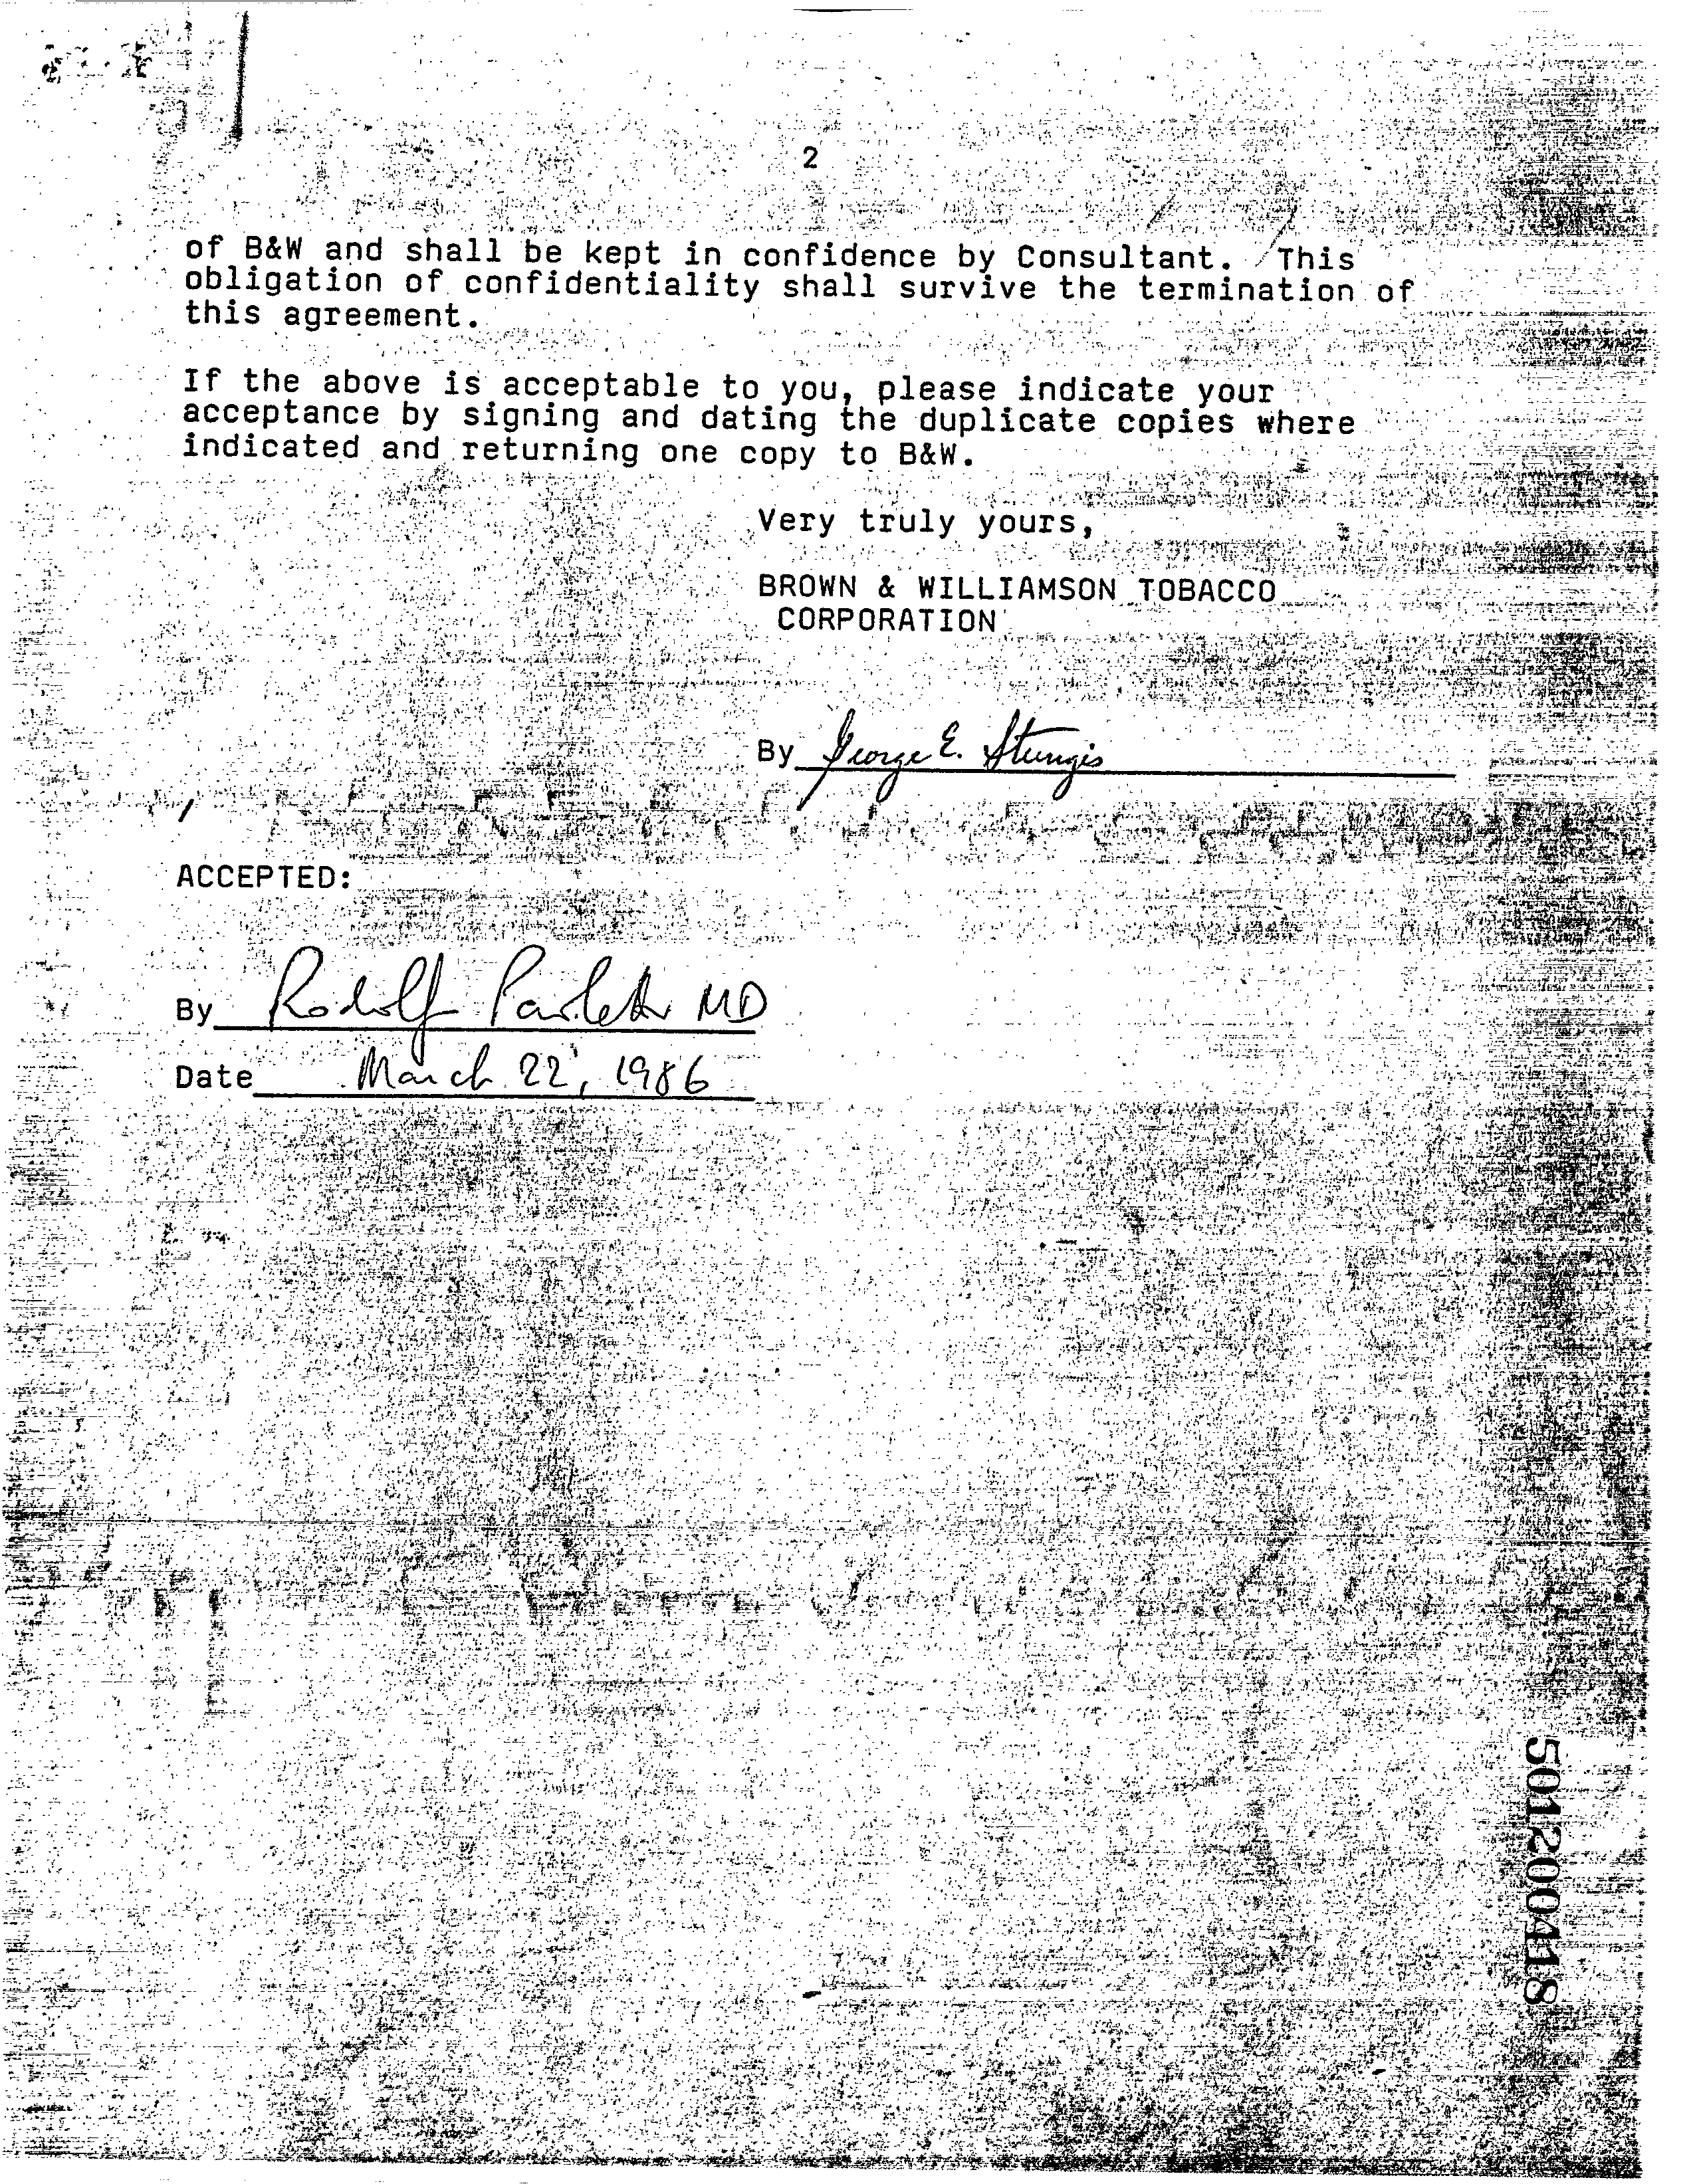 2
of B&W and shall be kept in confidence by Consultant. This
obligation of confidentiality shall survive the termination of
this agreement.
If the above is acceptable to you, please indicate your
acceptance by signing and dating the duplicate copies where
indicated and returning one copy to B&W.
Very truly yours,
BROWN & WILLIAMSON TOBACCO
CORPORATION
By George E. Sturgis
ACCEPTED:
By Rodolfo MD
Date March 22, 1986
501200418